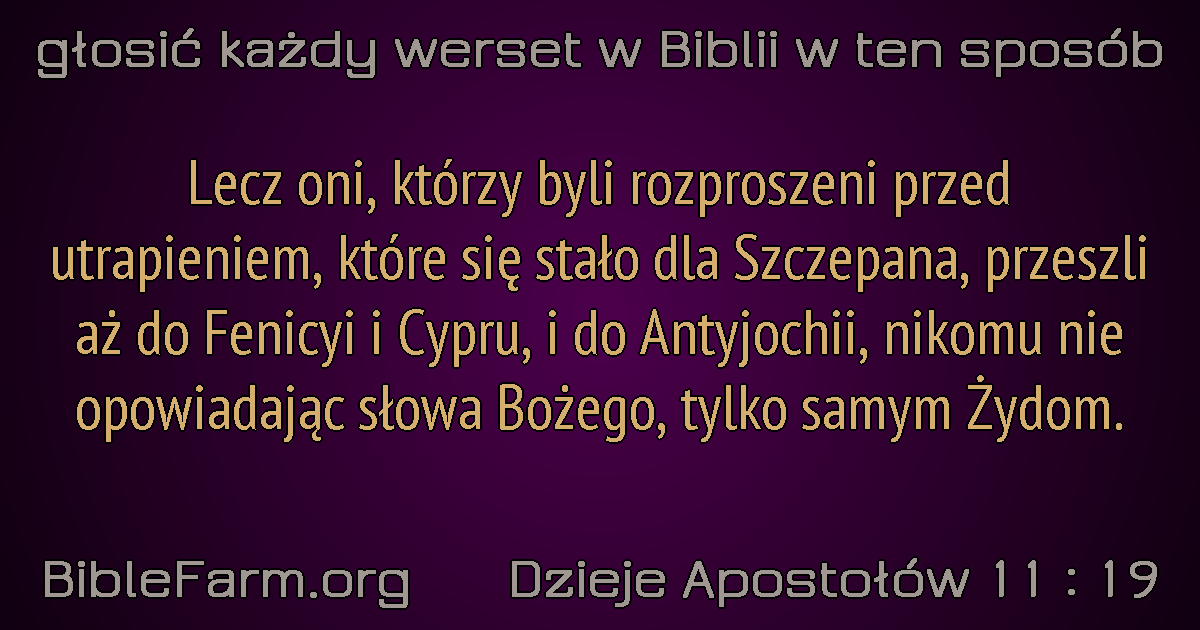 głosić każdy werset w Biblii w ten sposób
Lecz oni, którzy byli rozproszeni przed
utrapieniem, które się stało dla Szczepana, przeszli
aż do Fenicyi i Cypru, i do Antyjochii, nikomu nie
opowiadając słowa Bożego, tylko samym Żydom.
BibleFarm.org Dzieje Apostołów 11 : 19